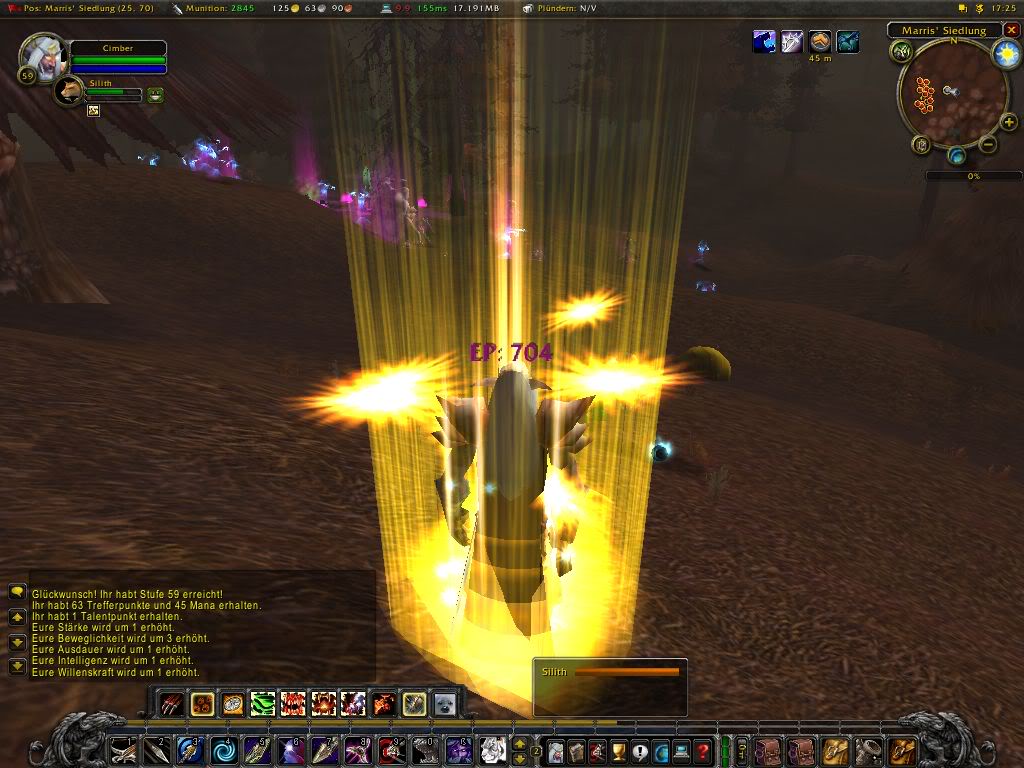 Pos: Marris' Siedlung (25, 70) Munition: 2845 125 63 90 9.9 155ms 17.191MB Plündern: N/V 17:25
Cimber
59
Silith
45 m
Marris' Siedlung
N
0%
EP: 704
Glückwunsch! Ihr habt Stufe 59 erreicht!
Ihr habt 63 Trefferpunkte und 45 Mana erhalten.
Ihr habt 1 Talentpunkt erhalten.
Eure Stärke wird um 1 erhöht.
Eure Beweglichkeit wird um 3 erhöht.
Eure Ausdauer wird um 1 erhöht.
Eure Intelligenz wird um 1 erhöht.
Eure Willenskraft wird um 1 erhöht.
Silith
2